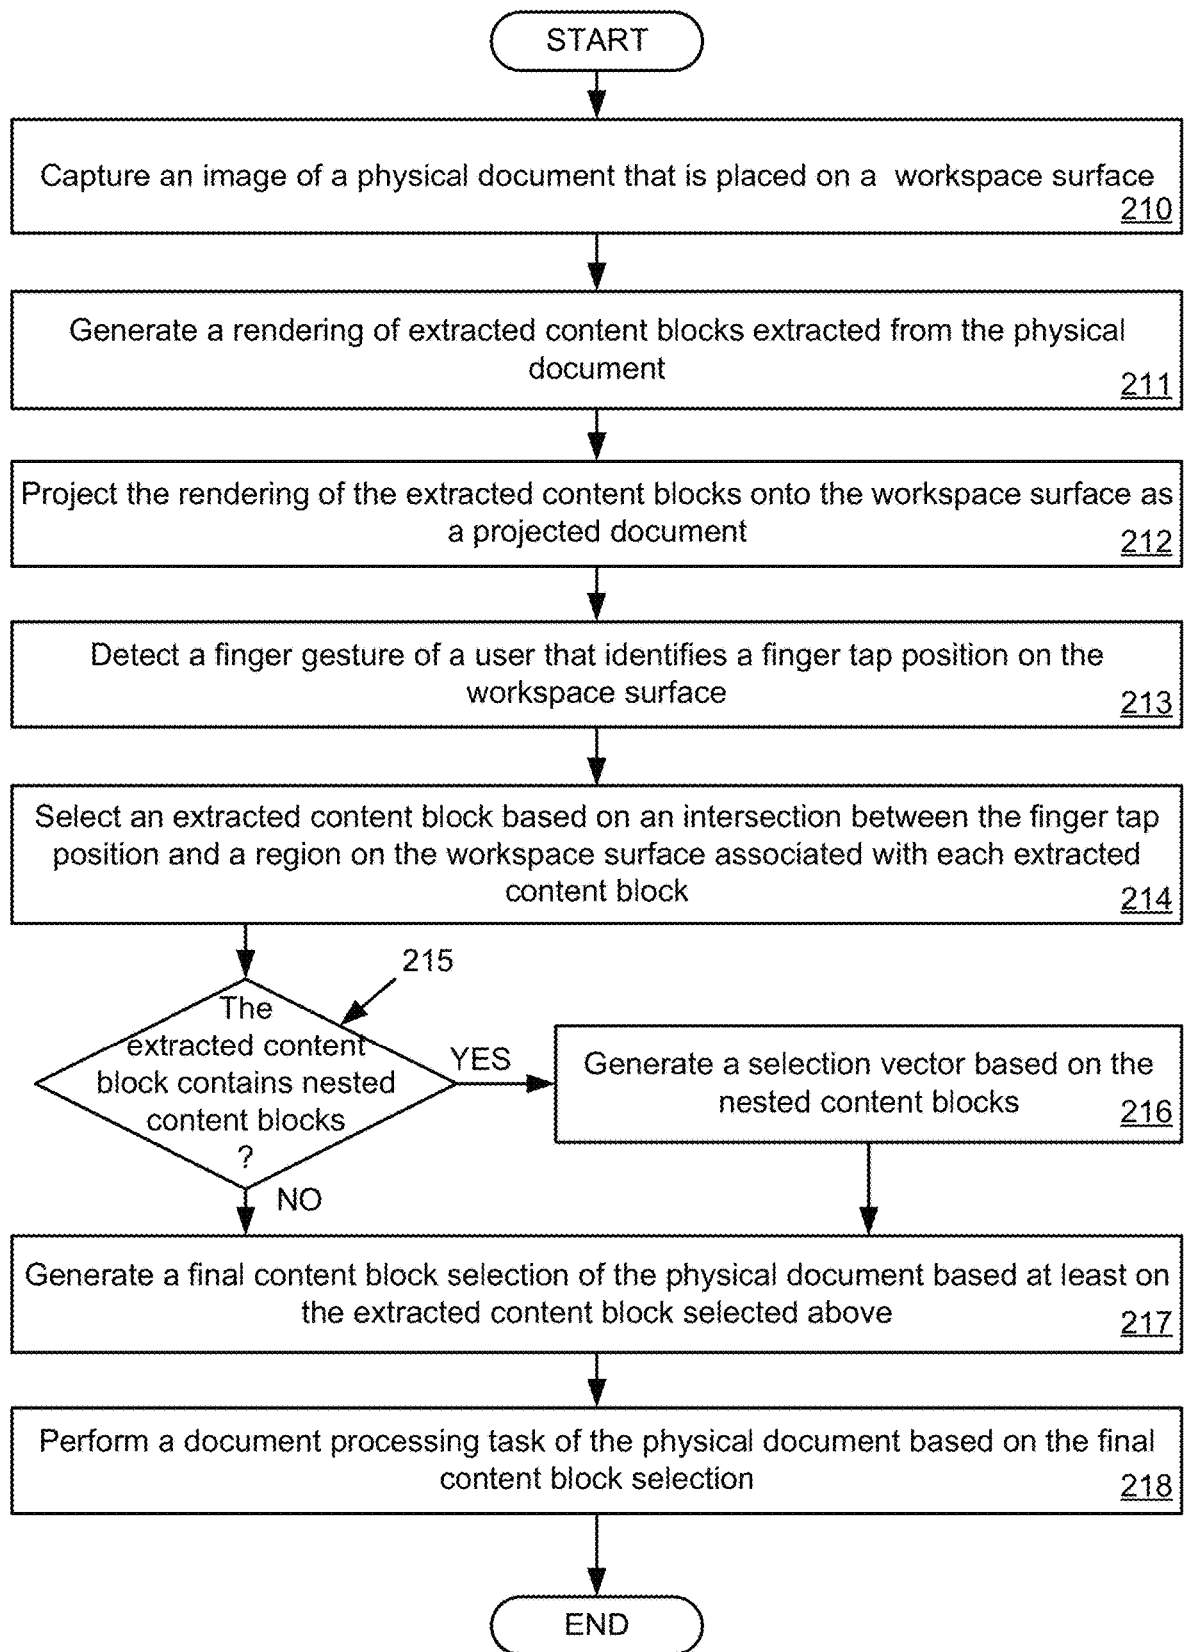 START
Capture an image of a physical document that is placed on a workspace surface
210
Generate a rendering of extracted content blocks extracted from the physical
document
211
Project the rendering of the extracted content blocks onto the workspace surface as
a projected document
212
Detect a finger gesture of a user that identifies a finger tap position on the
workspace surface
213
Select an extracted content block based on an intersection between the finger tap
position and a region on the workspace surface associated with each extracted
content block
214
215
The
extracted content
block contains nested
content blocks
?
YES
Generate a selection vector based on the
nested content blocks
216
NO
Generate a final content block selection of the physical document based at least on
the extracted content block selected above
217
Perform a document processing task of the physical document based on the final
content block selection
218
END